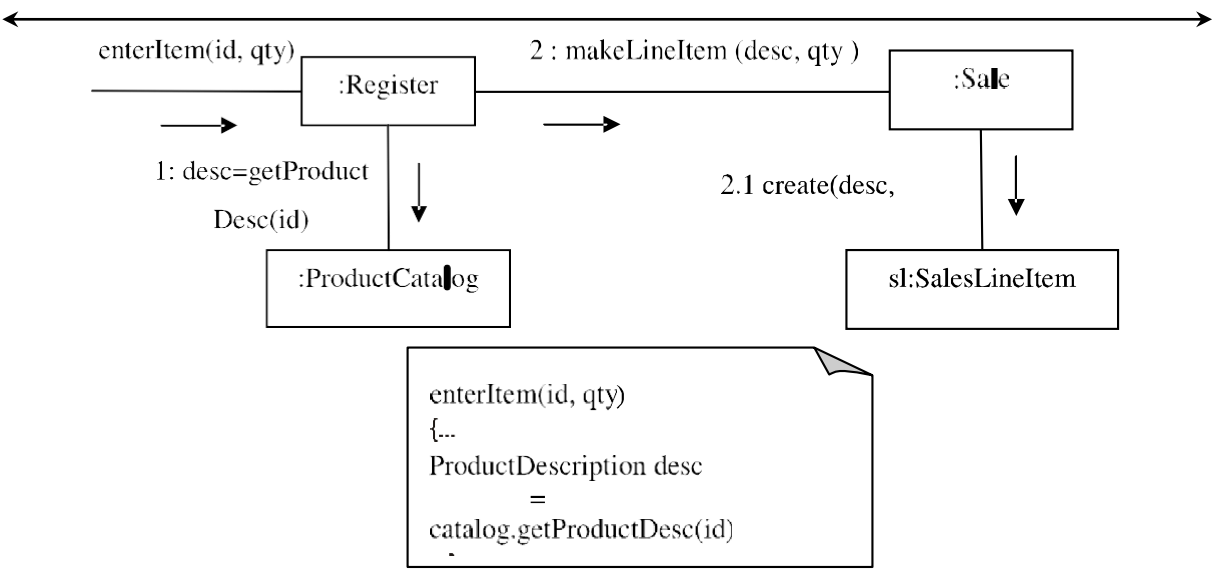 enterItem(id, qty)
2 : makeLineItem (desc, qty )
:Register
:Sale
1: desc=getProduct
Desc(id)
2.1 create(desc,
:ProductCatalog
sl:SalesLineItem
enterItem(id, qty)
{...
ProductDescription desc
=
catalog.getProductDesc(id)